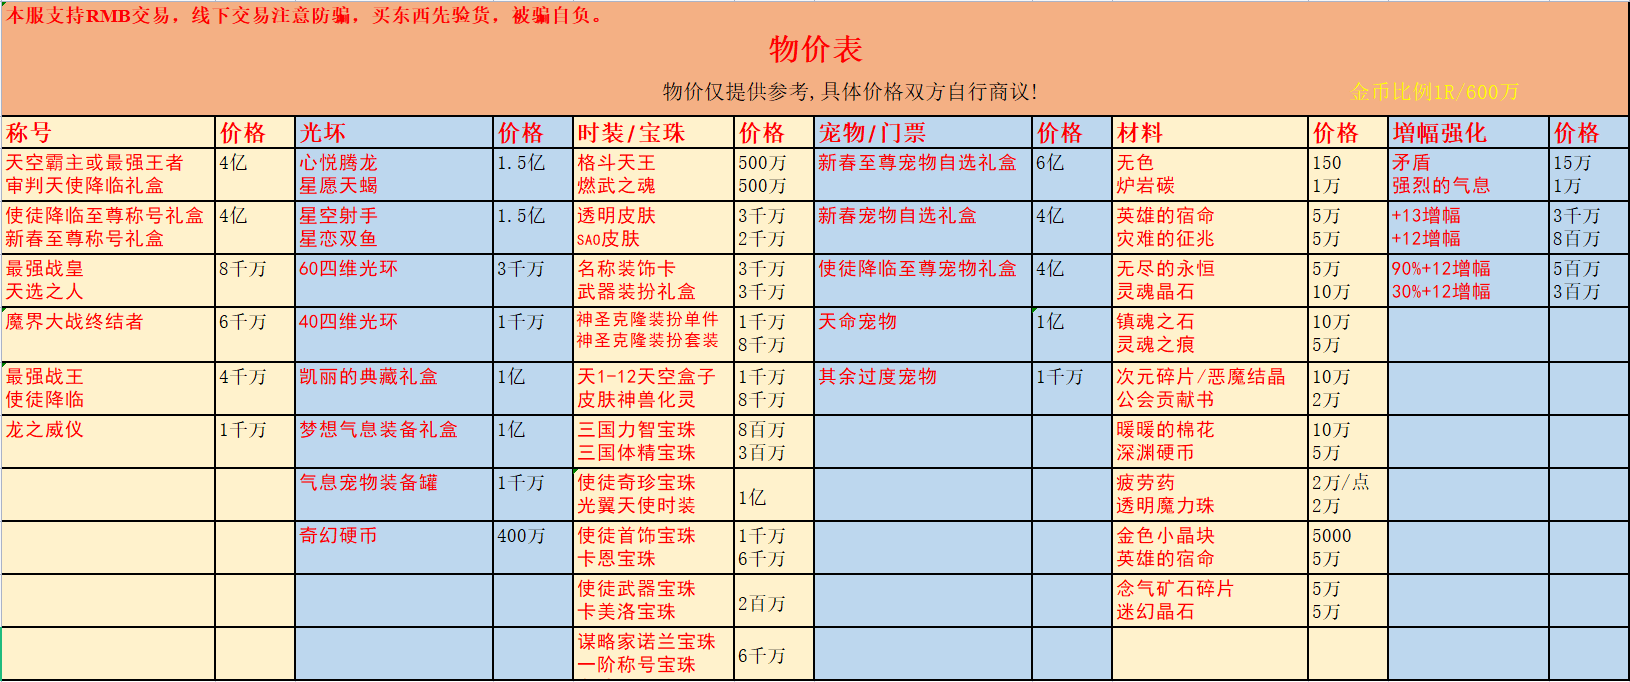 本服支持RMB交易，线下交易注意防骗，买东西先验货，被骗自负。
物价表
物价仅提供参考,具体价格双方自行商议!
金币比例1R/600万
称号 价格 光环 价格 时装/宝珠 价格 宠物/门票 价格 材料 价格 增幅强化 价格
天空霸主或最强王者 4亿 心悦腾龙 1.5亿 格斗天王 500万 新春至尊宠物自选礼盒 6亿 无色 150 矛盾 15万
审判天使降临礼盒 星愿天蝎 燃武之魂 500万 炉岩碳 1万 强烈的气息 1万
使徒降临至尊称号礼盒 4亿 星空射手 1.5亿 透明皮肤 3千万 新春宠物自选礼盒 4亿 英雄的宿命 5万 +13增幅 3千万
新春至尊称号礼盒 星恋双鱼 SAO皮肤 2千万 灾难的征兆 5万 +12增幅 8百万
最强战皇 8千万 60四维光环 3千万 名称装饰卡 3千万 使徒降临至尊宠物礼盒 4亿 无尽的永恒 5万 90%+12增幅 5百万
天选之人 武器装扮礼盒 3千万 灵魂晶石 10万 30%+12增幅 3百万
魔界大战终结者 6千万 40四维光环 1千万 神圣克隆装扮单件 1千万 天命宠物 1亿 镇魂之石 10万
神圣克隆装扮套装 8千万 灵魂之痕 5万
最强战王 4千万 凯丽的典藏礼盒 1亿 天1-12天空盒子 1千万 其余过度宠物 1千万 次元碎片/恶魔结晶 10万
使徒降临 皮肤神兽化灵 8千万 公会贡献书 2万
龙之威仪 1千万 梦想气息装备礼盒 1亿 三国力智宝珠 8百万 暖暖的棉花 10万
三国体精宝珠 3百万 深渊硬币 5万
气息宠物装备罐 1千万 使徒奇珍宝珠 1亿 疲劳药 2万/点
光翼天使时装 透明魔力珠 2万
奇幻硬币 400万 使徒首饰宝珠 1千万 金色小晶块 5000
卡恩宝珠 6千万 英雄的宿命 5万
使徒武器宝珠 2百万 念气矿石碎片 5万
卡美洛宝珠 迷幻晶石 5万
谋略家诺兰宝珠 6千万
一阶称号宝珠